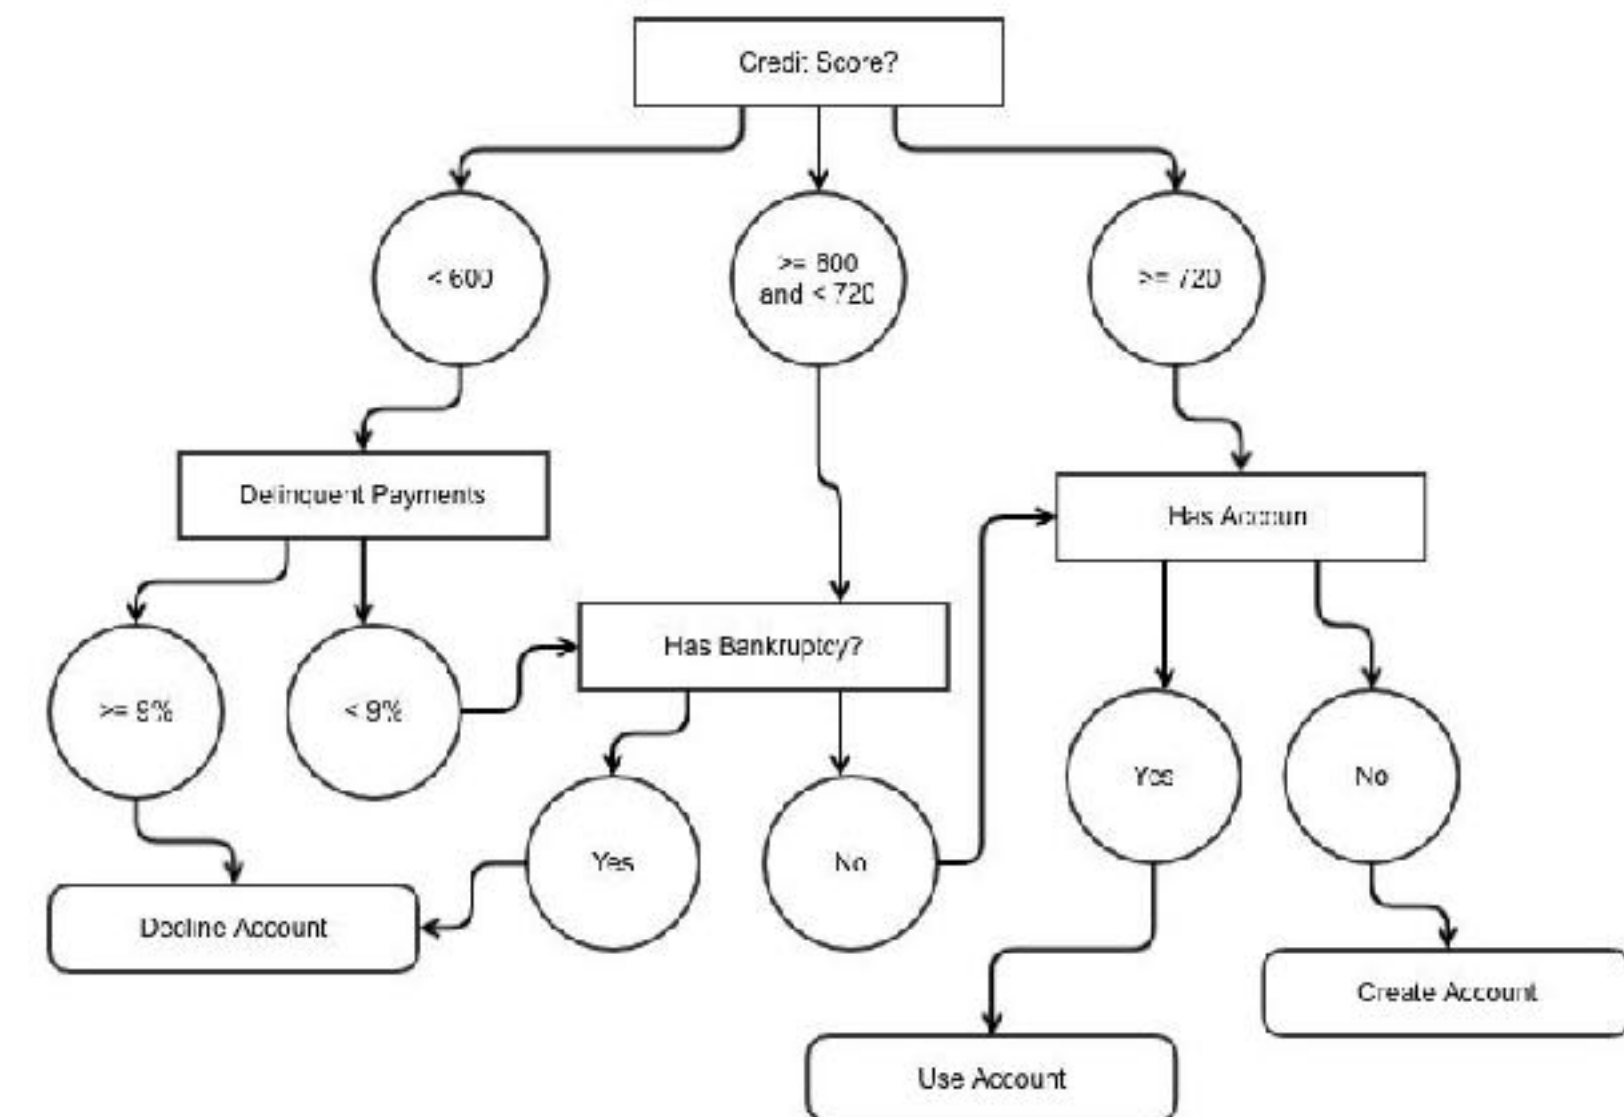 Credit Score?
< 600
>= 600
and < 720
>= 720
Delinquent Payments
Has Accoun
>= 9%
< 9%
Has Bankruptcy?
Yes
No
Yes
No
Decline Account
Create Account
Use Account